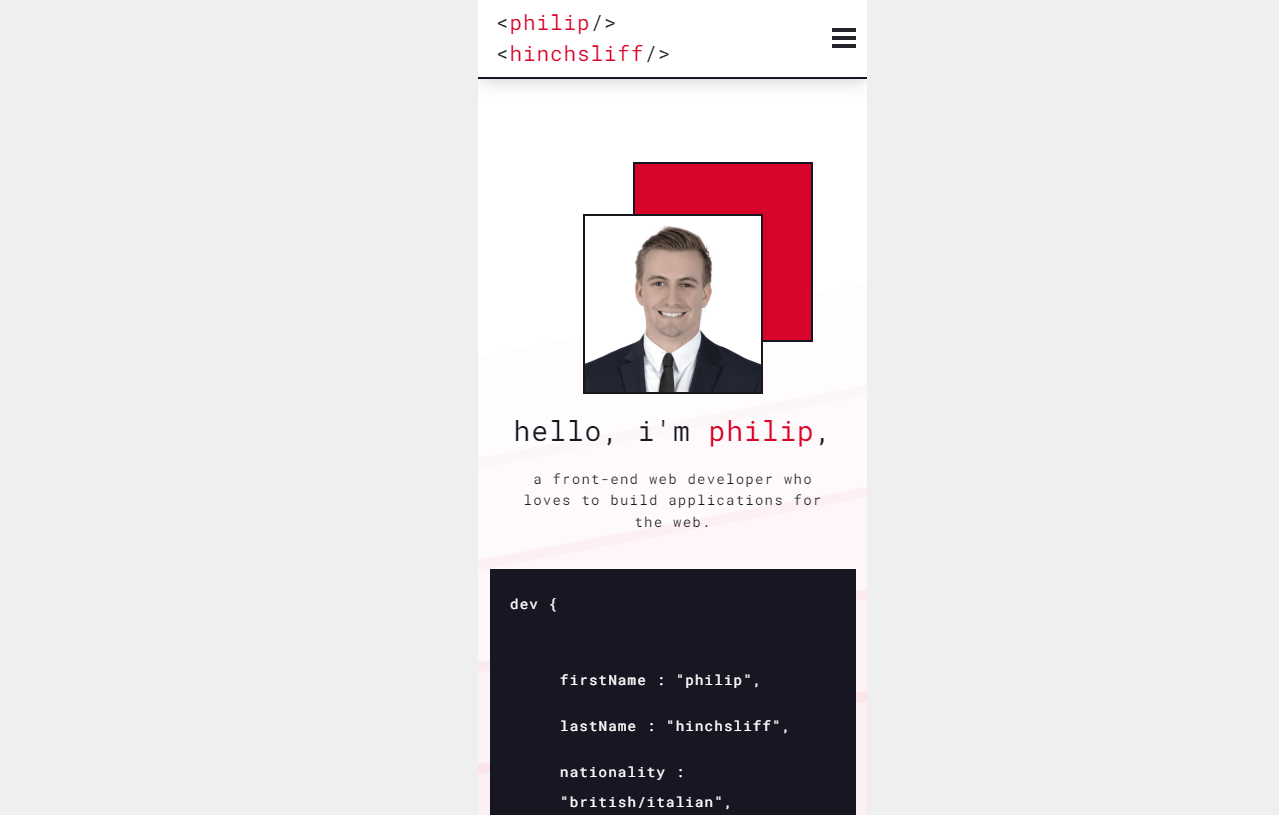 <philip/>
<hinchsliff/>
hello, i'm philip,
a front-end web developer who
loves to build applications for
the web.
dev {
firstName : "philip",
lastName : "hinchsliff",
nationality :
"british/italian",